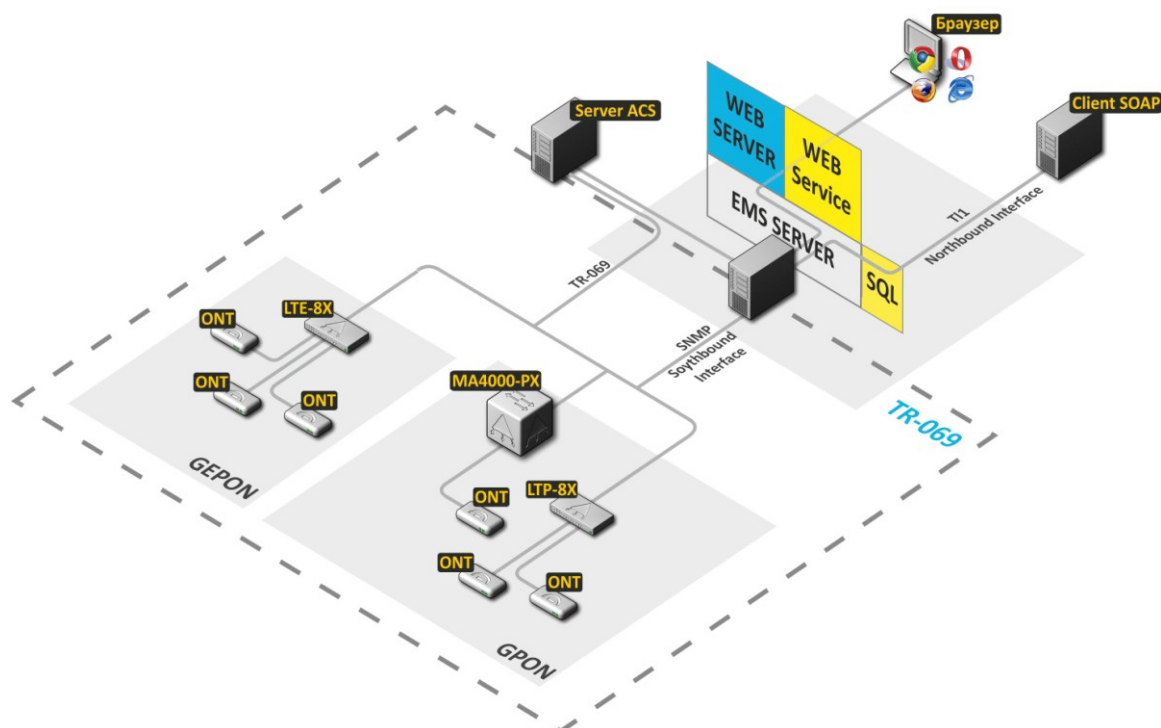 Браузер
Server ACS
Client SOAP
WEB
SERVER
WEB
Service
EMS SERVER
SQL
TI1
Northbound Interface
TR-069
SNMP
Soythbound
Interface
LTE-8X
ONT
ONT
ONT
GEPON
MA4000-PX
LTP-8X
ONT
ONT
ONT
GPON
TR-069